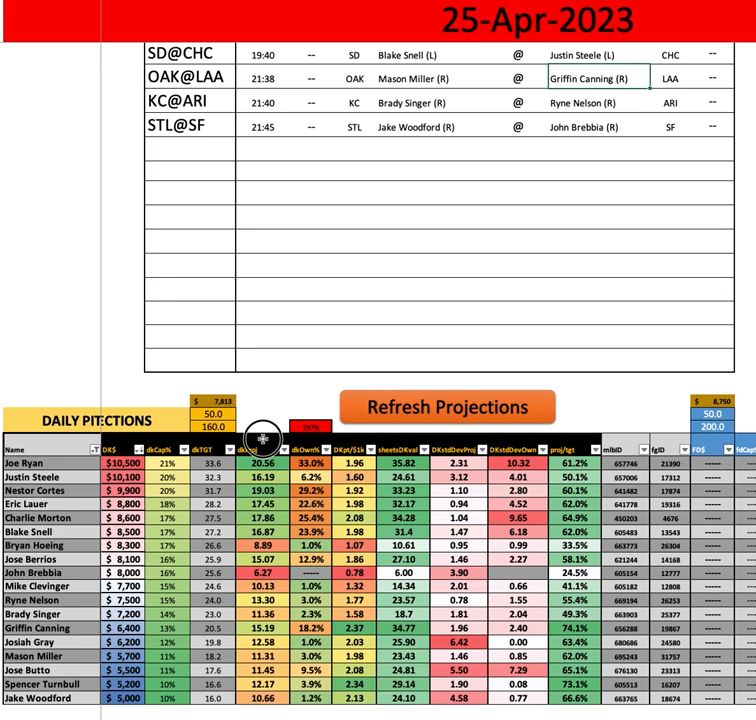 25-Apr-2023
SD@CHC 19:40 -- SD Blake Snell (L) @ Justin Steele (L) CHC --
OAK@LAA 21:38 -- OAK Mason Miller (R) @ Griffin Canning (R) LAA --
KC@ARI 21:40 -- KC Brady Singer (R) @ Ryne Nelson (R) ARI --
STL@SF 21:45 -- STL Jake Woodford (R) @ John Brebbia (R) SF --
$ 7,813 $ 8,750
50.0 50.0
160.0 200.0
Refresh Projections
DAILY PITECTIONS
Name DK$ dkCap% dkTGT dkOwn% DKpt/$1k sheetsDKval DKstdDevProj DKstdDevOwn proj/tgt mlbID fgID FD$ fdCap%
Joe Ryan $10,500 21% 33.6 20.56 33.0% 1.96 35.82 2.31 10.32 61.2% 657746 21390 -----
Justin Steele $10,100 20% 32.3 16.19 6.2% 1.60 24.61 3.12 4.01 50.1% 657006 17312 -----
Nestor Cortes $ 9,900 20% 31.7 19.03 29.2% 1.92 33.23 1.10 2.80 60.1% 641482 17874 -----
Eric Lauer $ 8,800 18% 28.2 17.45 22.6% 1.98 32.17 0.94 4.52 62.0% 641778 19316 -----
Charlie Morton $ 8,600 17% 27.5 17.86 25.4% 2.08 34.28 1.04 9.65 64.9% 450203 4676 -----
Blake Snell $ 8,500 17% 27.2 16.87 23.9% 1.98 31.4 1.47 6.18 62.0% 605483 13543 -----
Bryan Hoeing $ 8,300 17% 26.6 8.89 1.0% 1.07 10.61 0.95 0.99 33.5% 663773 26304 -----
Jose Berrios $ 8,100 16% 25.9 15.07 12.9% 1.86 27.10 1.46 2.27 58.1% 621244 14168 -----
John Brebbia $ 8,000 16% 25.6 6.27 ----- 0.78 6.00 3.90 24.5% 605154 12777 -----
Mike Clevinger $ 7,700 15% 24.6 10.13 1.0% 1.32 14.34 2.01 0.66 41.1% 605182 12808 -----
Ryne Nelson $ 7,500 15% 24.0 13.30 3.0% 1.77 23.57 0.78 1.55 55.4% 669194 26253 -----
Brady Singer $ 7,200 14% 23.0 11.36 2.3% 1.58 18.7 1.81 2.04 49.3% 663903 25377 -----
Griffin Canning $ 6,400 13% 20.5 15.19 18.2% 2.37 34.77 1.96 2.40 74.1% 656288 19867 -----
Josiah Gray $ 6,200 12% 19.8 12.58 1.0% 2.03 25.90 6.42 0.00 63.4% 680686 24580 -----
Mason Miller $ 5,700 11% 18.2 11.31 3.0% 1.98 23.43 1.46 0.85 62.0% 695243 31757 -----
Jose Butto $ 5,500 11% 17.6 11.45 9.5% 2.08 24.81 5.50 7.29 65.1% 676130 23313 -----
Spencer Turnbull $ 5,200 10% 16.6 12.17 3.9% 2.34 29.14 1.90 0.08 73.1% 605513 16207 -----
Jake Woodford $ 5,000 10% 16.0 10.66 1.2% 2.13 24.10 4.58 0.77 66.6% 663765 18674 -----